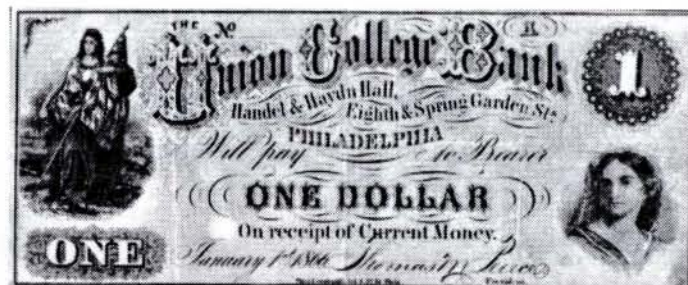 THE Nº A
Union College Bank
1
Handel & Haydn Hall,
Eighth & Spring Garden Sts
PHILADELPHIA
Will pay to Bearer
ONE DOLLAR
On receipt of Current Money.
ONE
January 1st 1866
President